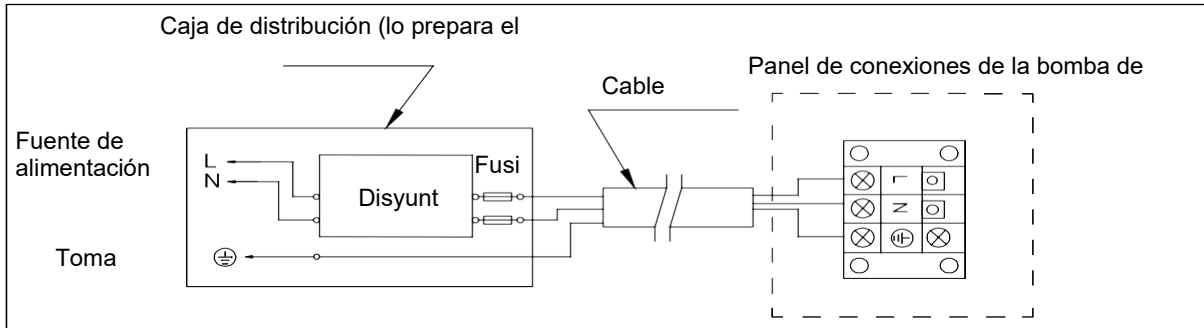 Caja de distribución (lo prepara el
Panel de conexiones de la bomba de
Cable
Fuente de
alimentación
L
N
Fusi
Disyunt
Toma
L
N